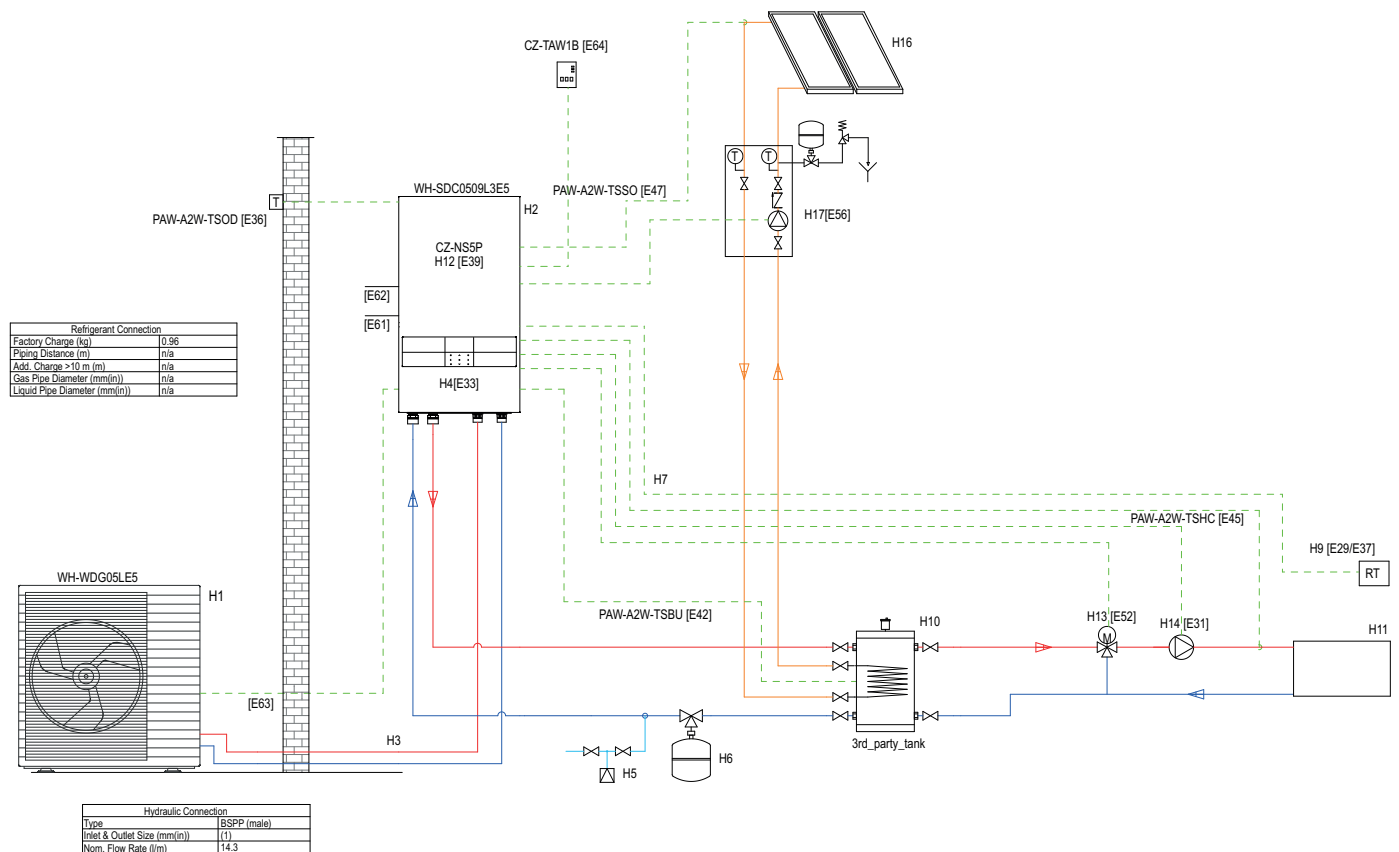 H16
CZ-TAW1B [E64]
T
T
WH-SDC0509L3E5
PAW-A2W-TSSO [E47]
T
H2
PAW-A2W-TSOD [E36]
H17[E56]
CZ-NS5P
H12 [E39]
[E62]
[E61]
Refrigerant Connection
Factory Charge (kg) 0.96
Piping Distance (m) n/a
Add. Charge >10 m (m) n/a
Gas Pipe Diameter (mm(in)) n/a
Liquid Pipe Diameter (mm(in)) n/a
H4[E33]
H7
PAW-A2W-TSHC [E45]
H9 [E29/E37]
RT
WH-WDG05LE5
H1
PAW-A2W-TSBU [E42]
H10
H13 [E52]
H14 [E31]
H11
M
[E63]
H3
3rd_party_tank
H6
H5
Hydraulic Connection
Type BSPP (male)
Inlet & Outlet Size (mm(in)) (1)
Nom. Flow Rate (l/m) 14.3